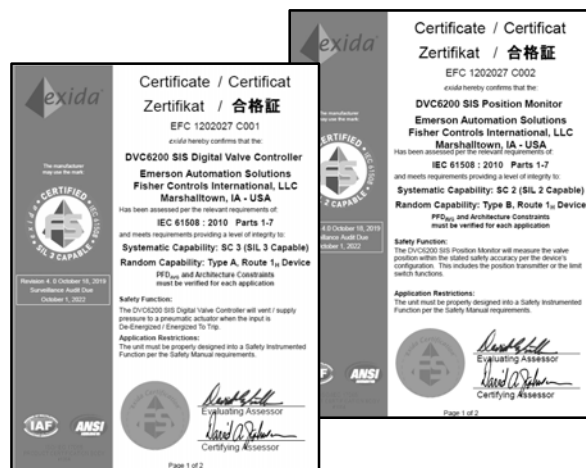 exida
Certificate / Certificat
Zertifikat / 合格証
EFC 1202027 C001
exida hereby confirms that the:
DVC6200 SIS Digital Valve Controller
Emerson Automation Solutions
Fisher Controls International, LLC
Marshalltown, IA - USA
Has been assessed per the relevant requirements of:
IEC 61508 : 2010 Parts 1-7
and meets requirements providing a level of integrity to:
Systematic Capability: SC 3 (SIL 3 Capable)
Random Capability: Type A, Route 1H Device
PFDAVG and Architecture Constraints
must be verified for each application
Safety Function:
The DVC6200 SIS Digital Valve Controller will vent / supply
pressure to a pneumatic actuator when the input is
De-Energized / Energized To Trip.
Application Restrictions:
The unit must be properly designed into a Safety Instrumented
Function per the Safety Manual requirements.
Evaluating Assessor
Certifying Assessor
Page 1 of 2
The manufacturer
may use the mark:
CERTIFIED
IEC 61508
SIL 3 CAPABLE
Revision 4.0 October 18, 2019
Surveillance Audit Due
October 1, 2022
IAF
ANSI
exida
Certificate / Certificat
Zertifikat / 合格証
EFC 1202027 C002
exida hereby confirms that the:
DVC6200 SIS Position Monitor
Emerson Automation Solutions
Fisher Controls International, LLC
Marshalltown, IA - USA
Has been assessed per the relevant requirements of:
IEC 61508 : 2010 Parts 1-7
and meets requirements providing a level of integrity to:
Systematic Capability: SC 2 (SIL 2 Capable)
Random Capability: Type B, Route 1H Device
PFDAVG and Architecture Constraints
must be verified for each application
Safety Function:
The DVC6200 SIS Position Monitor will measure the valve
position within the stated safety accuracy per the device's
configuration. This includes the position transmitter or the limit
switch functions.
Application Restrictions:
The unit must be properly designed into a Safety Instrumented
Function per the Safety Manual requirements.
Evaluating Assessor
Certifying Assessor
Page 1 of 2
manufacturer
use the mark:
IEC 61508
4.0 October 18, 2019
Audit Due
1, 2022
ANSI